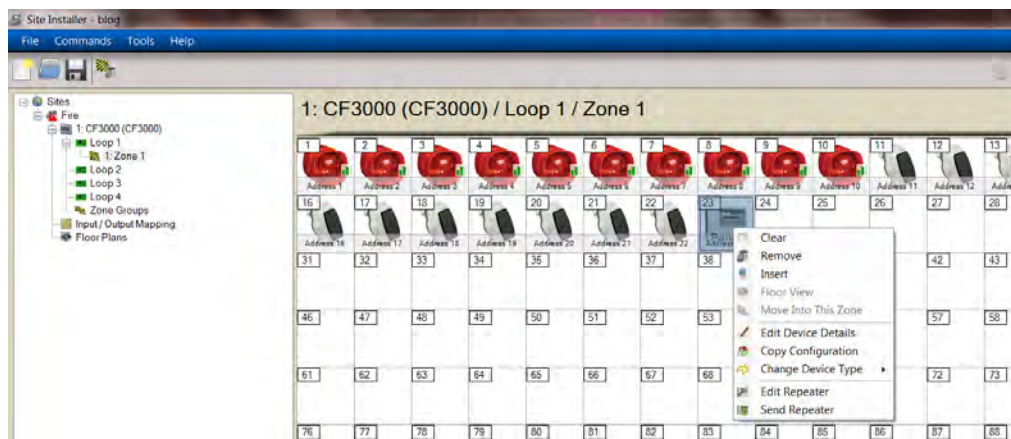 Site Installer - blog
File Commands Tools Help
Sites
Fire
1: CF3000 (CF3000)
Loop 1
1: Zone 1
Loop 2
Loop 3
Loop 4
Zone Groups
Input / Output Mapping
Floor Plans
1: CF3000 (CF3000) / Loop 1 / Zone 1
1 2 3 4 5 6 7 8 9 10 11 12 13
Address 1 Address 2 Address 3 Address 4 Address 5 Address 6 Address 7 Address 8 Address 9 Address 10 Address 11 Address 12
16 17 18 19 20 21 22 23 24 25 26 27 28
Address 16 Address 17 Address 18 Address 19 Address 20 Address 21 Address 22
31 32 33 34 35 36 37 38 42 43
46 47 48 49 50 51 52 53 57 58
61 62 63 64 65 66 67 68 72 73
76 77 78 79 80 81 82 83 84 85 86 87 88
Clear
Remove
Insert
Floor View
Move Into This Zone
Edit Device Details
Copy Configuration
Change Device Type
Edit Repeater
Send Repeater